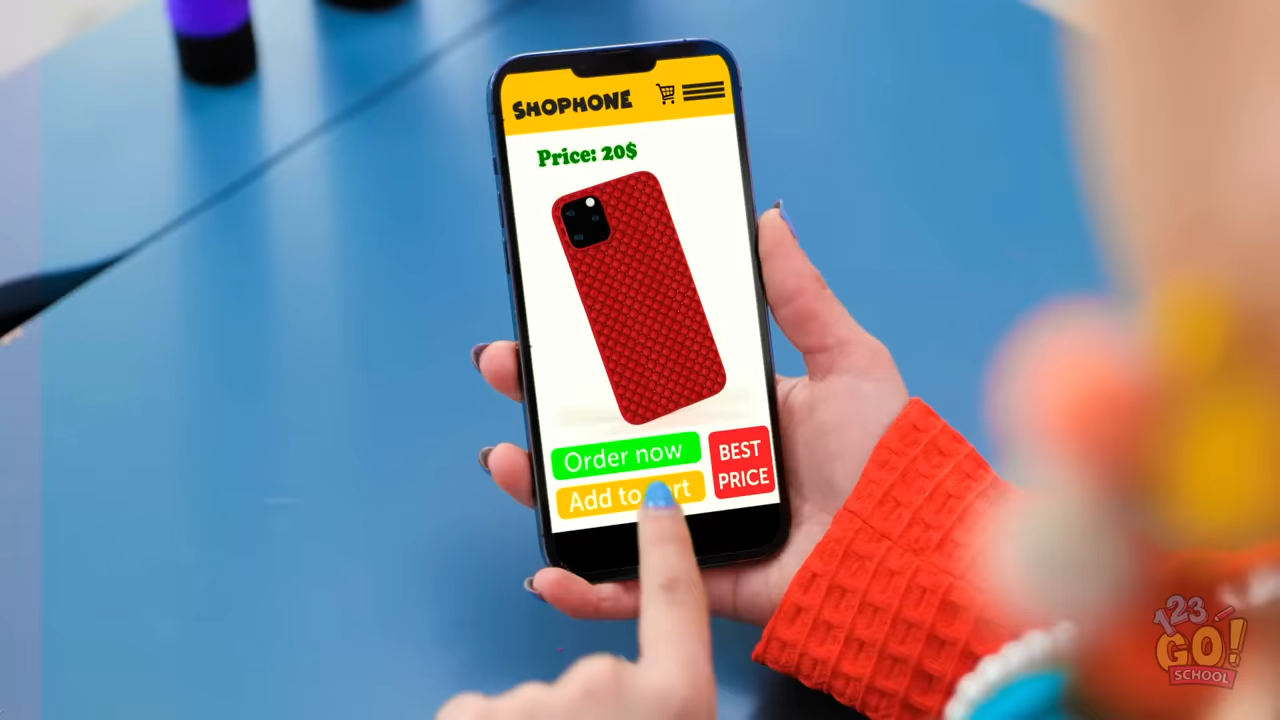 SHOPHONE
Price: 20$
Order now
Add to
BEST
PRICE
123
GO!
SCHOOL